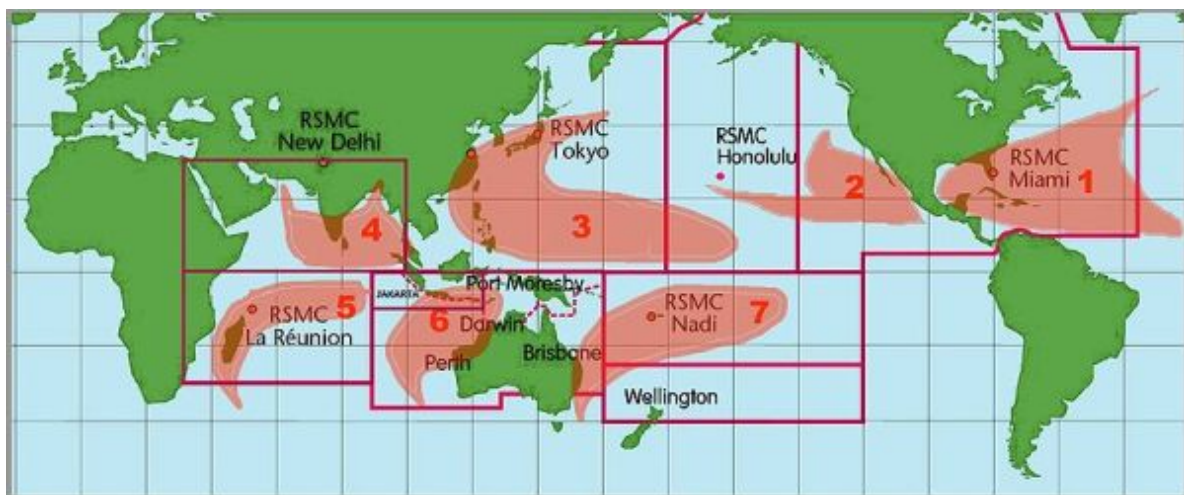 RSMC
New Delhi
RSMC
Tokyo
RSMC
Honolulu
RSMC
Miami
1
2
3
4
5
6
7
JAKARTA
Port Moresby
RSMC
La Réunion
Darwin
Perth
Brisbane
RSMC
Nadi
Wellington